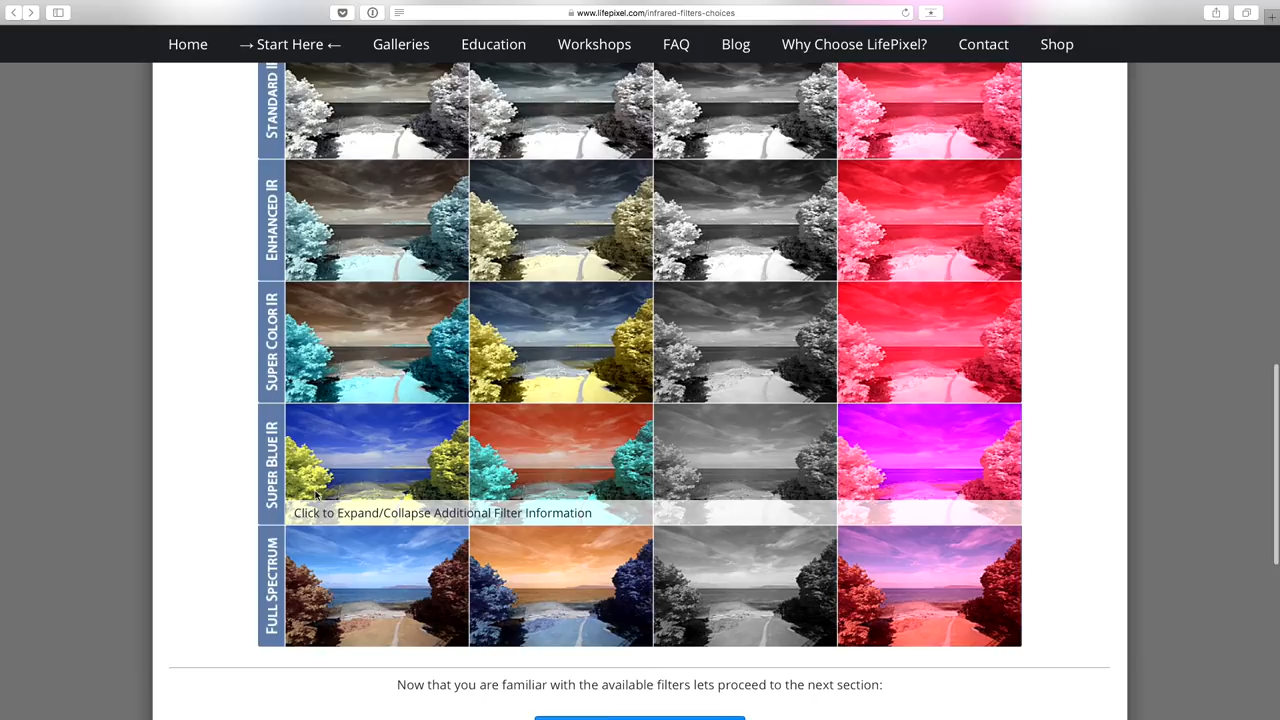 www.lifepixel.com/infrared-filters-choices
Home → Start Here ← Galleries Education Workshops FAQ Blog Why Choose LifePixel? Contact Shop
STANDARD IR
ENHANCED IR
SUPER COLOR IR
SUPER BLUE IR
Click to Expand/Collapse Additional Filter Information
FULL SPECTRUM
Now that you are familiar with the available filters lets proceed to the next section: